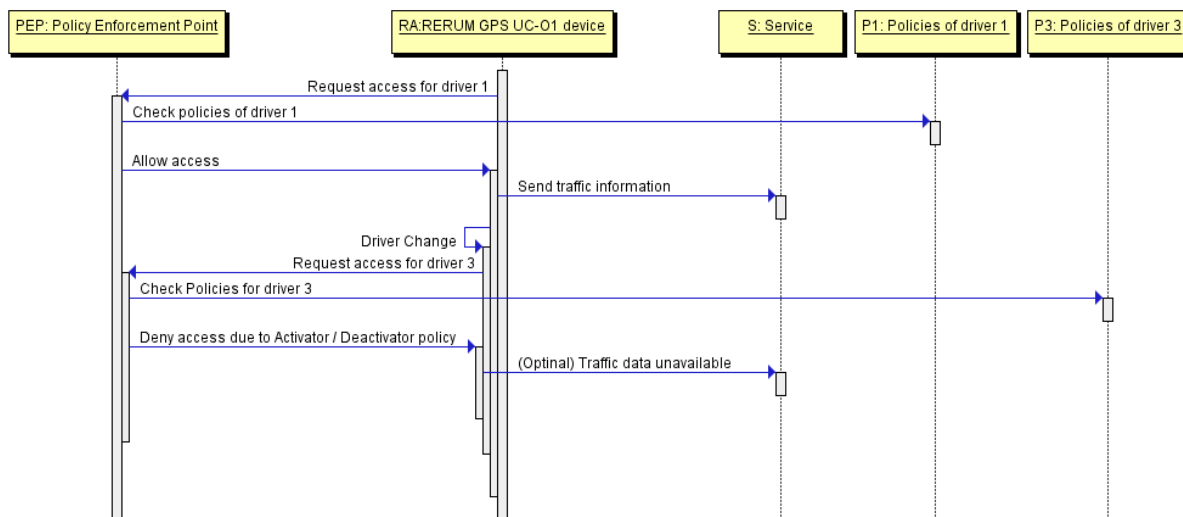 PEP: Policy Enforcement Point
RA:RERUM GPS UC-O1 device
S: Service
P1: Policies of driver 1
P3: Policies of driver 3
Request access for driver 1
Check policies of driver 1
Allow access
Send traffic information
Driver Change
Request access for driver 3
Check Policies for driver 3
Deny access due to Activator / Deactivator policy
(Optinal) Traffic data unavailable